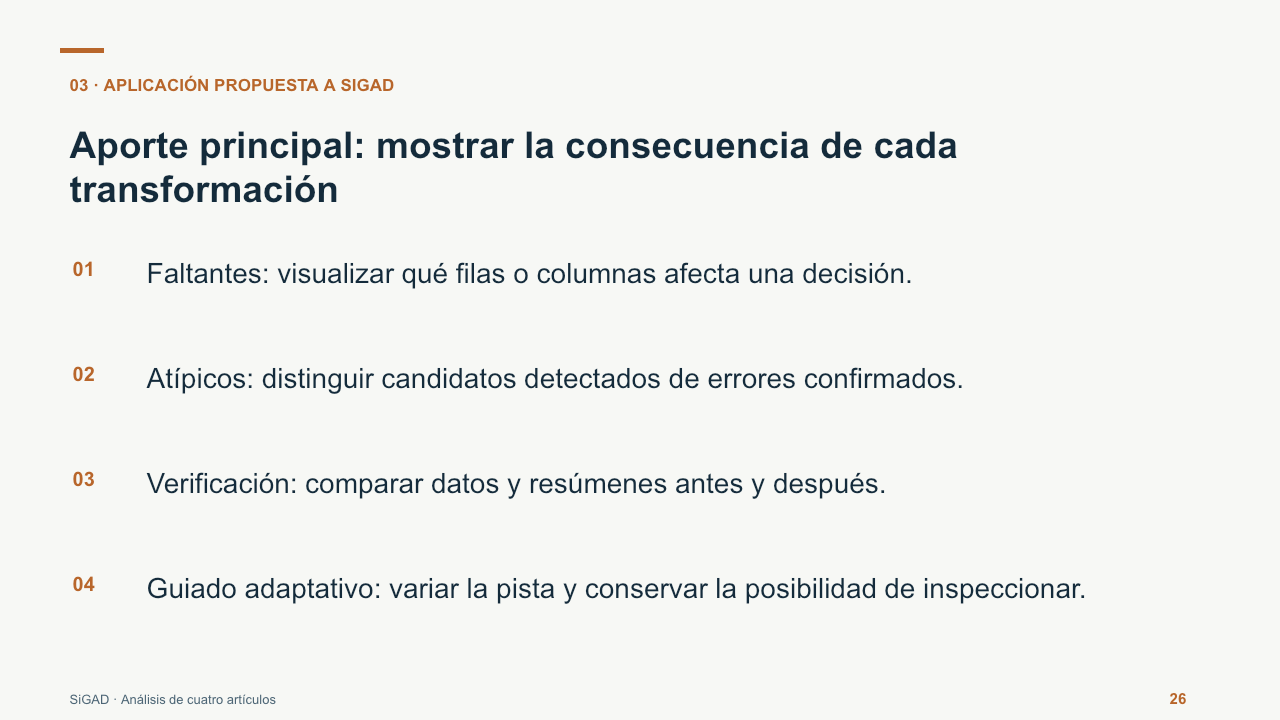 03 · APLICACIÓN PROPUESTA A SIGAD
Aporte principal: mostrar la consecuencia de cada
transformación
01 Faltantes: visualizar qué filas o columnas afecta una decisión.
02 Atípicos: distinguir candidatos detectados de errores confirmados.
03 Verificación: comparar datos y resúmenes antes y después.
04 Guiado adaptativo: variar la pista y conservar la posibilidad de inspeccionar.
SiGAD · Análisis de cuatro artículos 26